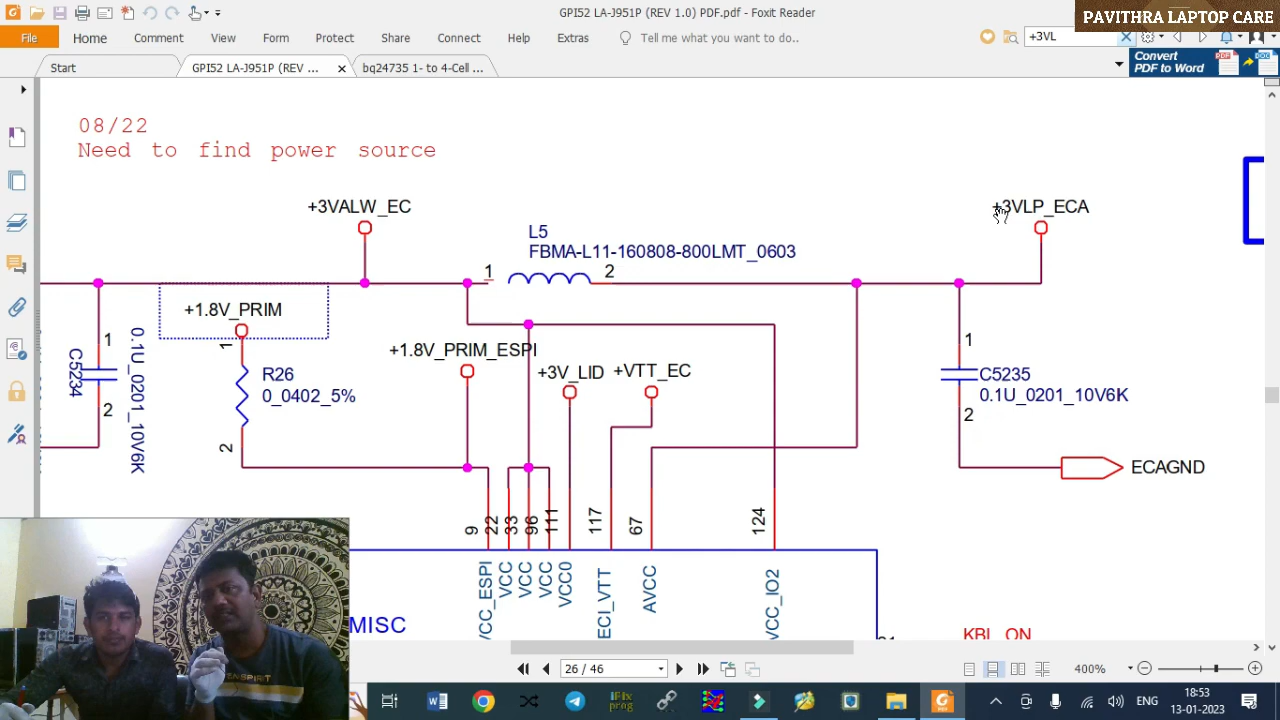 GPI52 LA-J951P (REV 1.0) PDF.pdf - Foxit Reader
PAVITHRA LAPTOP CARE
File Home Comment View Form Protect Share Connect Help Extras Tell me what you want to do... +3VL
Start GPI52 LA-J951P (REV ... bq24735 1- to 4-Cell ...
Convert
PDF to Word
08/22
Need to find power source
+3VALW_EC
+3VLP_ECA
L5
FBMA-L11-160808-800LMT_0603
1 2
+1.8V_PRIM
1
R26
0_0402_5%
2
+1.8V_PRIM_ESPI
+3V_LID
+VTT_EC
C5234
1
2
0.1U_0201_10V6K
1
C5235
0.1U_0201_10V6K
2
ECAGND
9 22 33 96 111 117 67 124
VCC_ESPI
VCC
VCC
VCC
VCC0
ECI_VTT
AVCC
VCC_IO2
MISC
KBL_ON
26 / 46
400%
ENG
18:53
13-01-2023